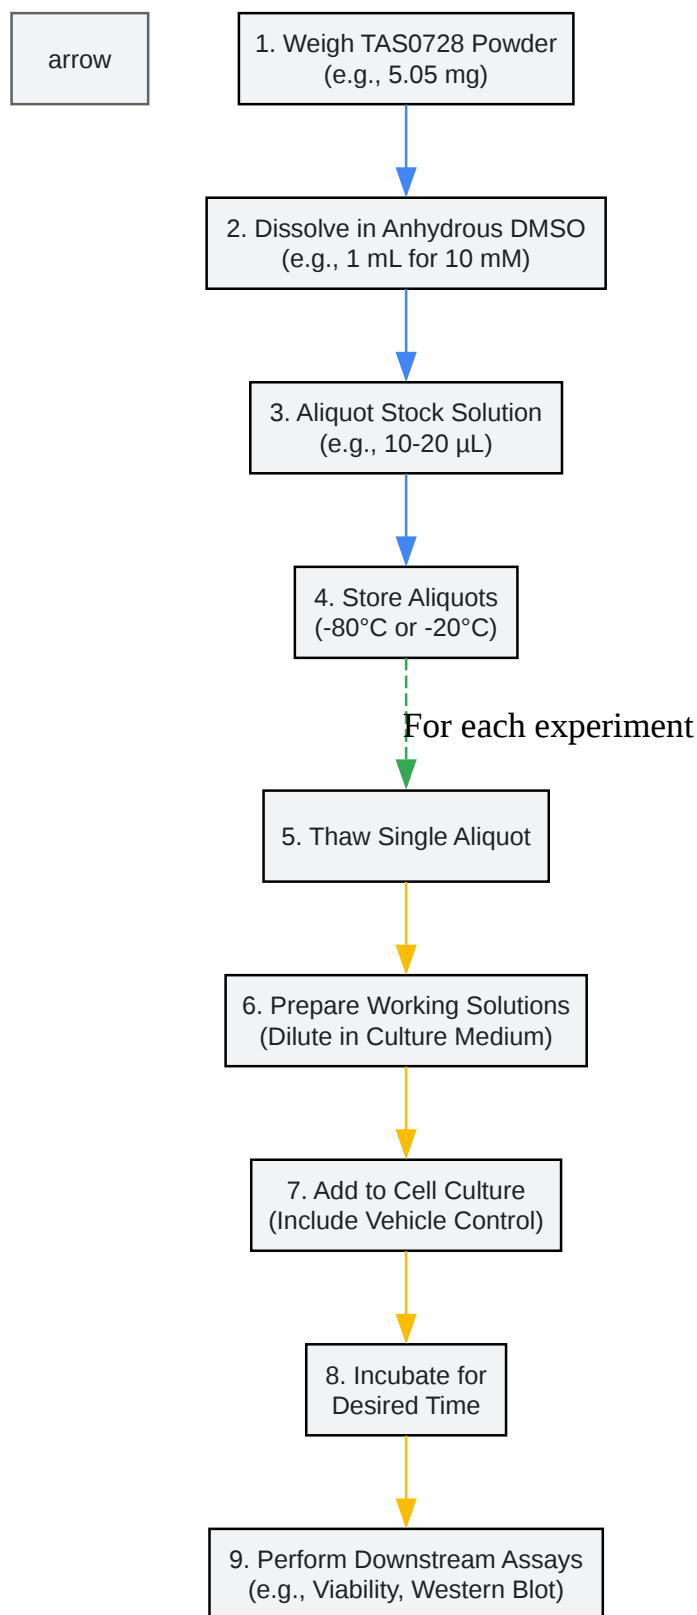 arrow
1. Weigh TAS0728 Powder
(e.g., 5.05 mg)
2. Dissolve in Anhydrous DMSO
(e.g., 1 mL for 10 mM)
3. Aliquot Stock Solution
(e.g., 10-20 µL)
4. Store Aliquots
(-80°C or -20°C)
For each experiment
5. Thaw Single Aliquot
6. Prepare Working Solutions
(Dilute in Culture Medium)
7. Add to Cell Culture
(Include Vehicle Control)
8. Incubate for
Desired Time
9. Perform Downstream Assays
(e.g., Viability, Western Blot)